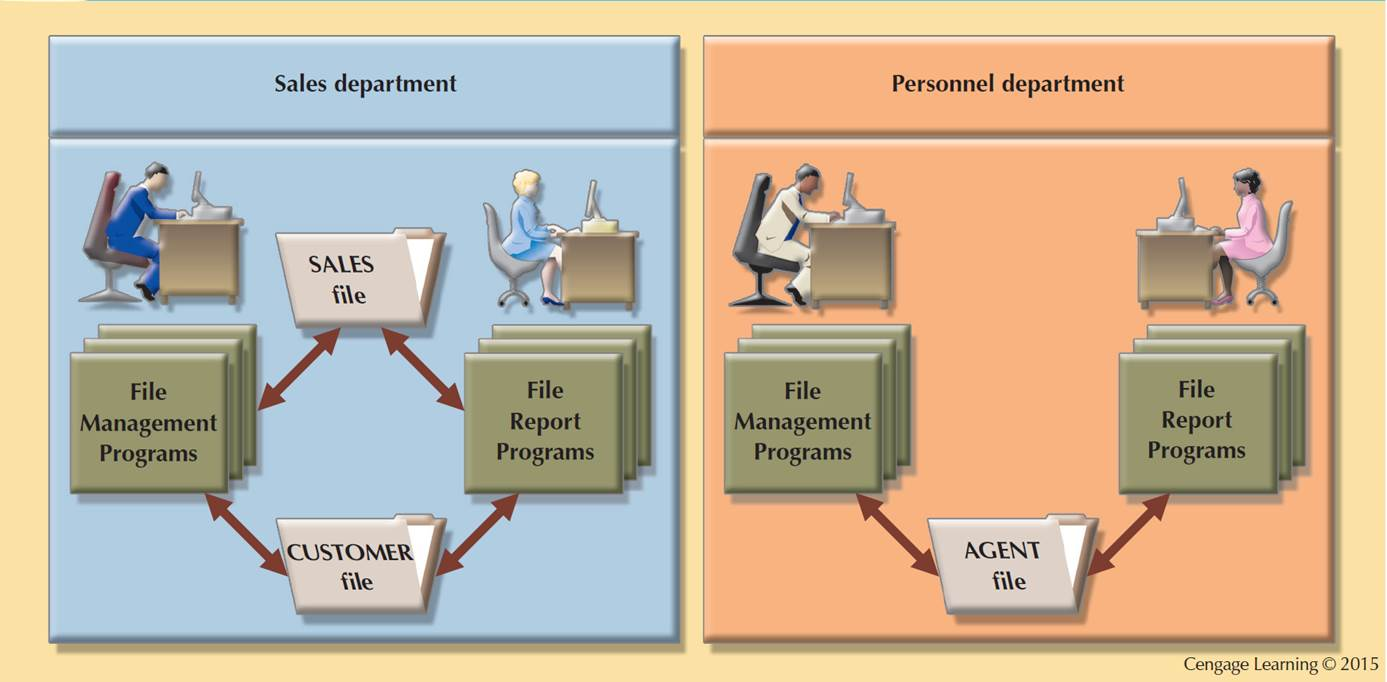 Sales department
SALES
file
File
Management
Programs
File
Report
Programs
CUSTOMER
file
Personnel department
File
Management
Programs
File
Report
Programs
AGENT
file
Cengage Learning © 2015